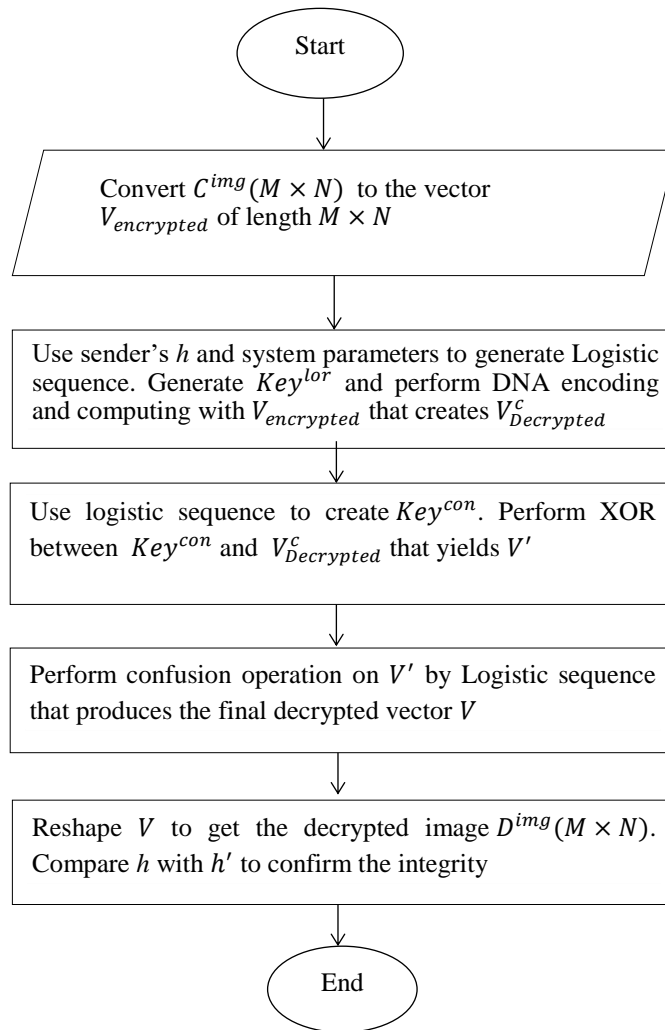 Start
Convert $C^{img}(M \times N)$ to the vector
$V_{encrypted}$ of length $M \times N$
Use sender's $h$ and system parameters to generate Logistic
sequence. Generate $Key^{lor}$ and perform DNA encoding
and computing with $V_{encrypted}$ that creates $V^{c}_{Decrypted}$
Use logistic sequence to create $Key^{con}$. Perform XOR
between $Key^{con}$ and $V^{c}_{Decrypted}$ that yields $V'$
Perform confusion operation on $V'$ by Logistic sequence
that produces the final decrypted vector $V$
Reshape $V$ to get the decrypted image $D^{img}(M \times N)$.
Compare $h$ with $h'$ to confirm the integrity
End